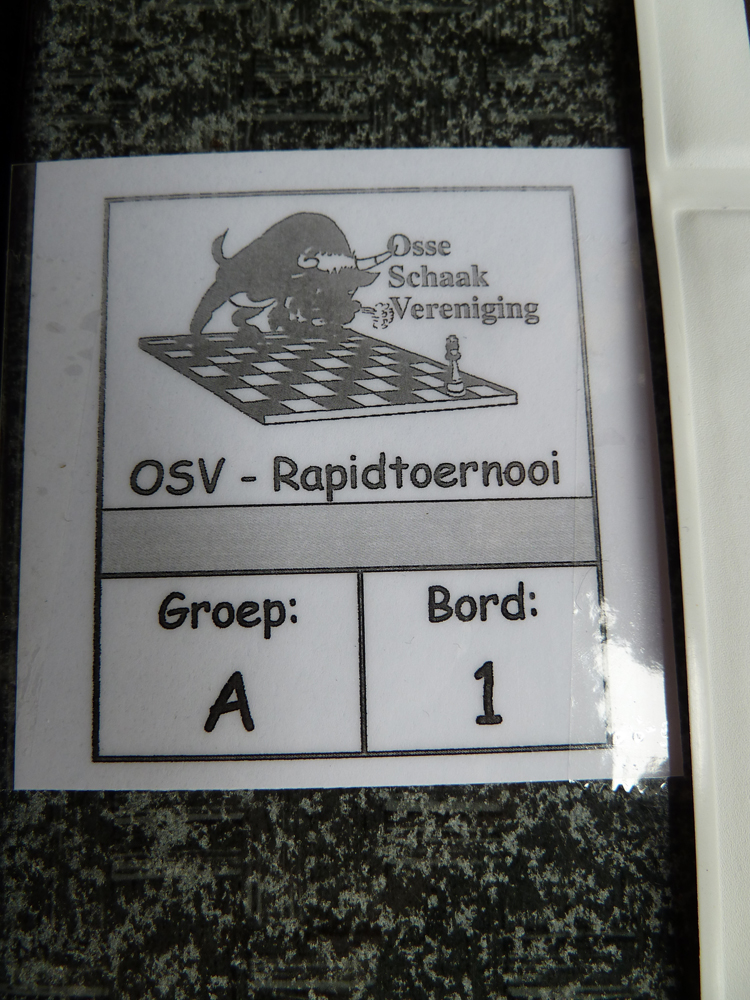 Osse
Schaak
Vereniging
OSV - Rapidtoernooi
Groep:
A
Bord:
1